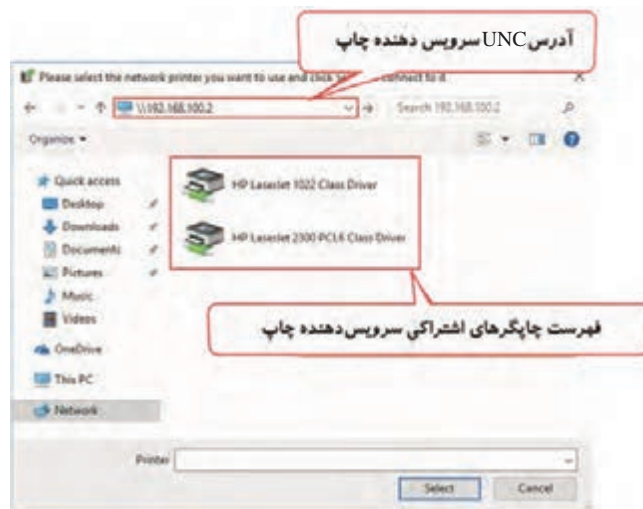 آدرس UNC سرویس دهنده چاپ
Please select the network printer you want to use and click
connect to it
\\192.168.100.2
Search 192.168.100.2
Organize
Quick access
Desktop
Downloads
Documents
Pictures
Music
Videos
OneDrive
This PC
Network
HP LaserJet 1022 Class Driver
HP LaserJet 2300 PCL6 Class Driver
فهرست چاپگرهای اشتراکی سرویس‌دهنده چاپ
Printer
Select
Cancel